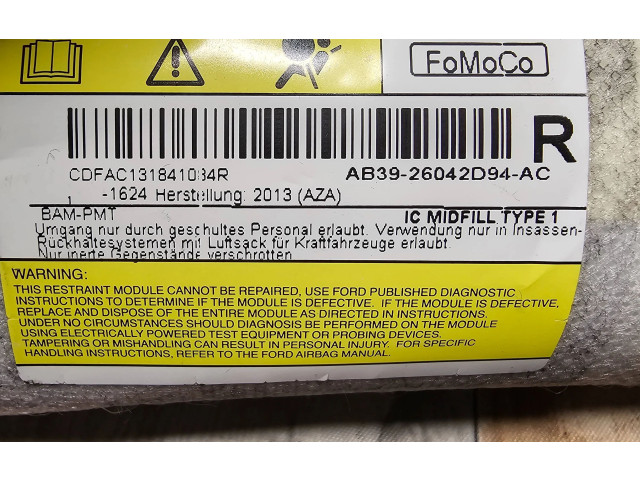 FoMoCo
R
CDFAC131841084R AB39-26042D94-AC
-1624 Herstellung: 2013 (AZA)
BAM-PMT IC MIDFILL TYPE 1
Umgang nur durch geschultes Personal erlaubt. Verwendung nur in Insassen-
Rückhaltesystemen mit Luftsack für Kraftfahrzeuge erlaubt.
Nur inerte Gegenstände verschrotten
WARNING:
THIS RESTRAINT MODULE CANNOT BE REPAIRED, USE FORD PUBLISHED DIAGNOSTIC
INSTRUCTIONS TO DETERMINE IF THE MODULE IS DEFECTIVE. IF THE MODULE IS DEFECTIVE,
REPLACE AND DISPOSE OF THE ENTIRE MODULE AS DIRECTED IN INSTRUCTIONS.
UNDER NO CIRCUMSTANCES SHOULD DIAGNOSIS BE PERFORMED ON THE MODULE
USING ELECTRICALLY POWERED TEST EQUIPMENT OR PROBING DEVICES.
TAMPERING OR MISHANDLING CAN RESULT IN PERSONAL INJURY. FOR SPECIFIC
HANDLING INSTRUCTIONS, REFER TO THE FORD AIRBAG MANUAL.